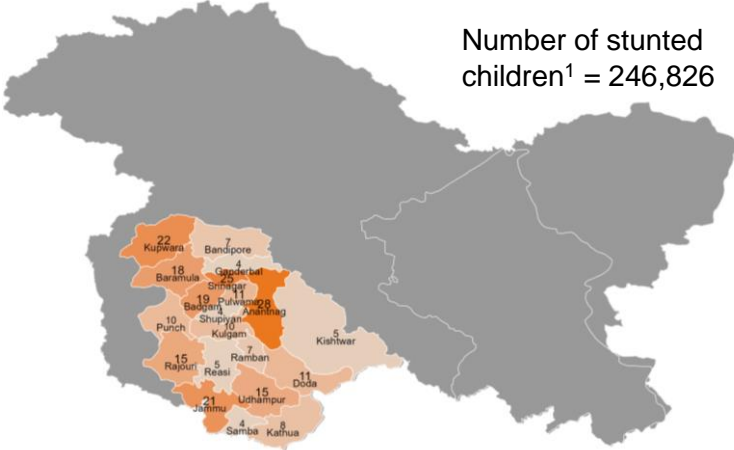 Number of stunted
children¹ = 246,826
22
Kupwara
7
Bandipore
4
Ganderbal
18
Baramula
25
Srinagar
19
Badgam
11
Pulwama
28
Anantnag
4
Shupiyan
10
Punch
10
Kulgam
5
Kishtwar
7
Ramban
15
Rajouri
5
Reasi
11
Doda
15
Udhampur
21
Jammu
4
Samba
8
Kathua